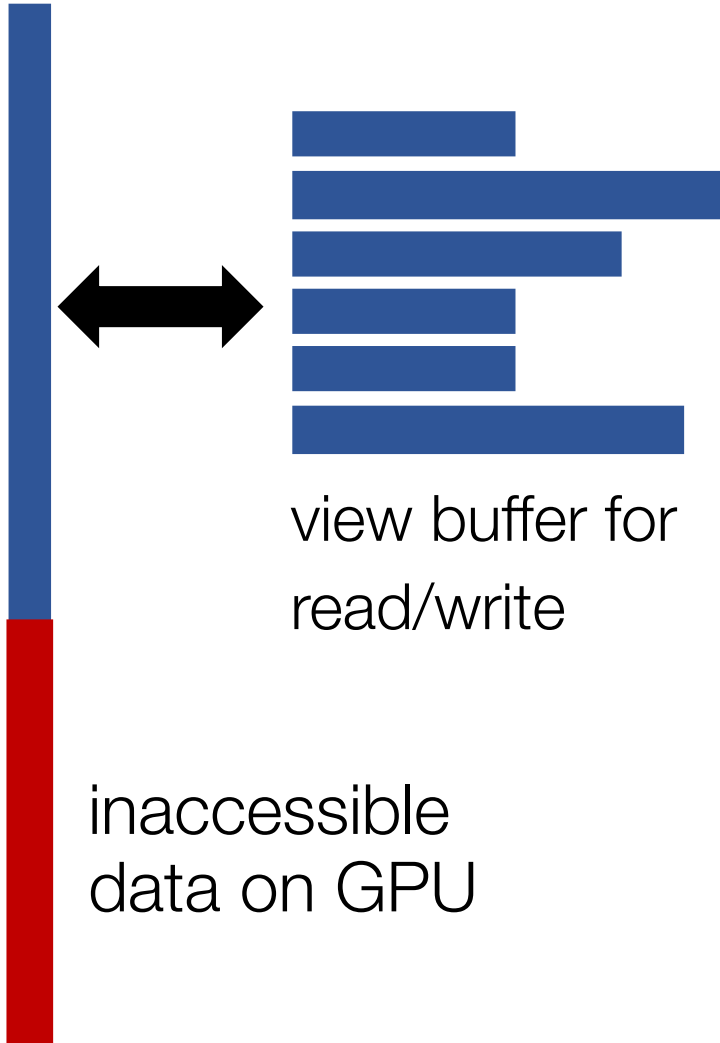 view buffer for
read/write
inaccessible
data on GPU